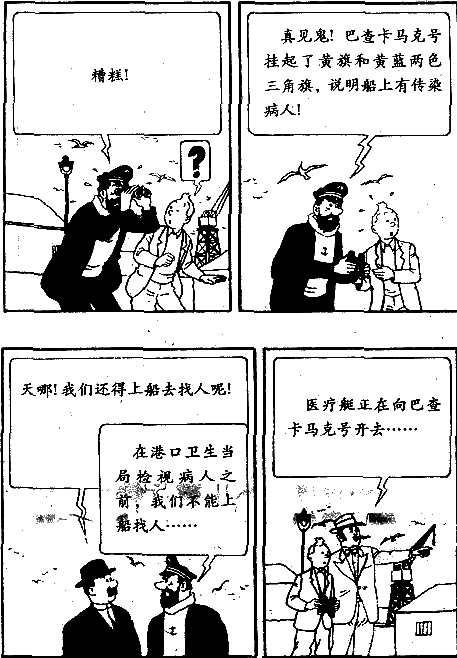 槽糕!
?
真见鬼! 巴查卡马克号
挂起了黄旗和黄蓝两色
三角旗, 说明船上有传染
病人!
天哪! 我们还得上船去找人呢!
在港口卫生当
局检视病人之
前, 我们不能上
船找人……
医疗艇正在向巴查
卡马克号开去……